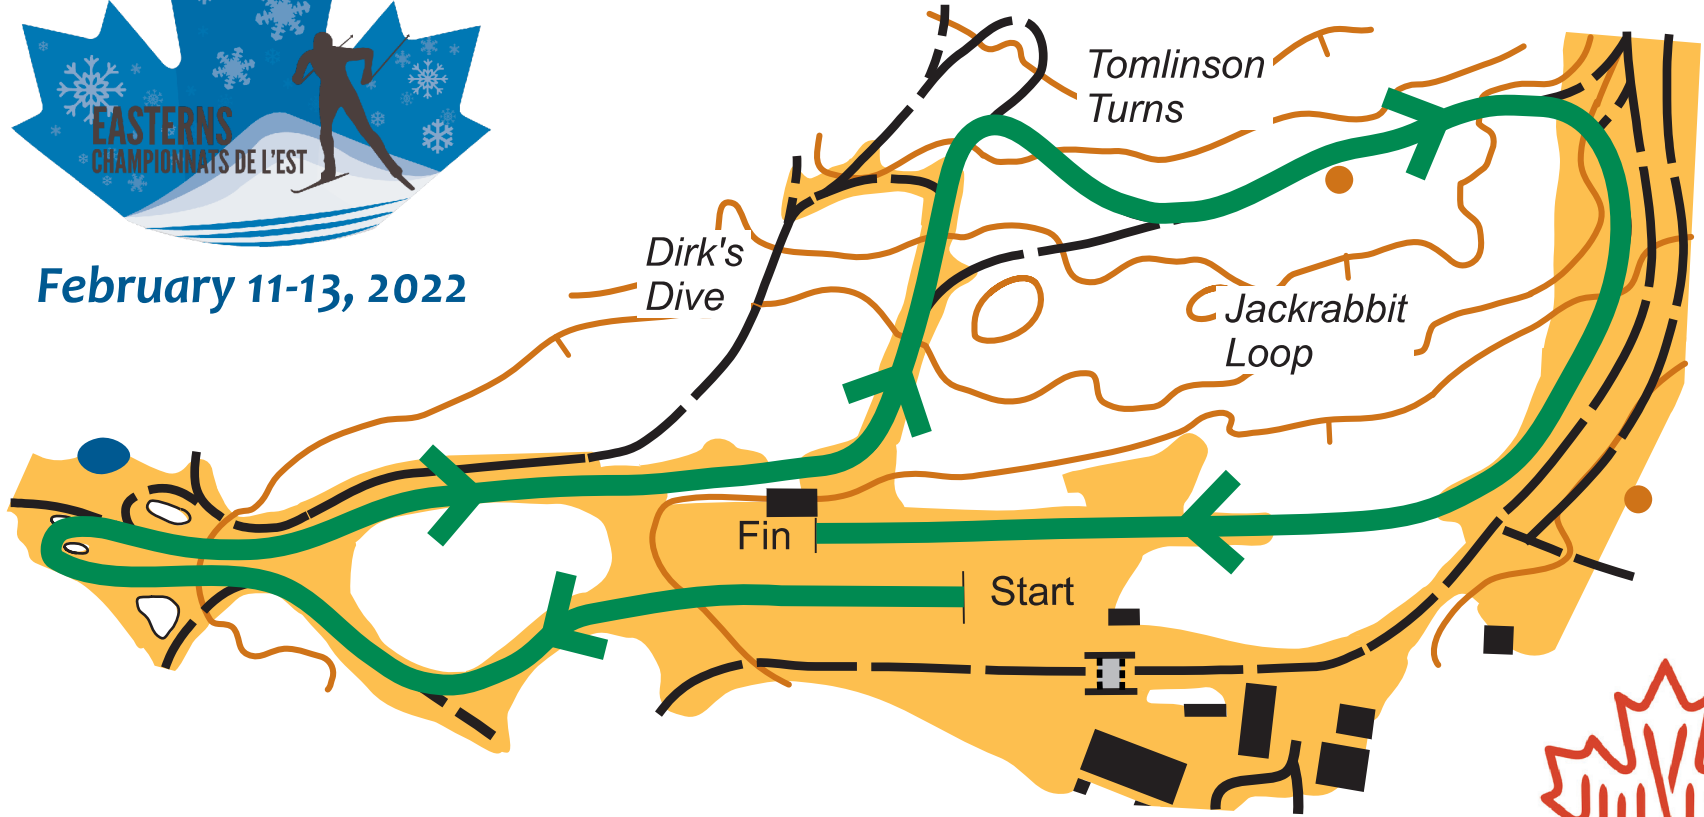 EASTERNS
CHAMPIONNATS DE L'EST
February 11-13, 2022
Tomlinson
Turns
Dirk's
Dive
Jackrabbit
Loop
Fin
Start